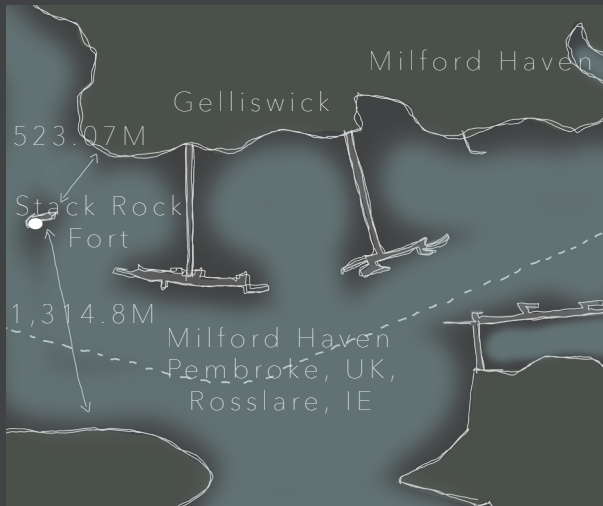 Milford Haven
Gelliswick
523.07M
Stack Rock
Fort
1,314.8M
Milford Haven
Pembroke, UK,
Rosslare, IE